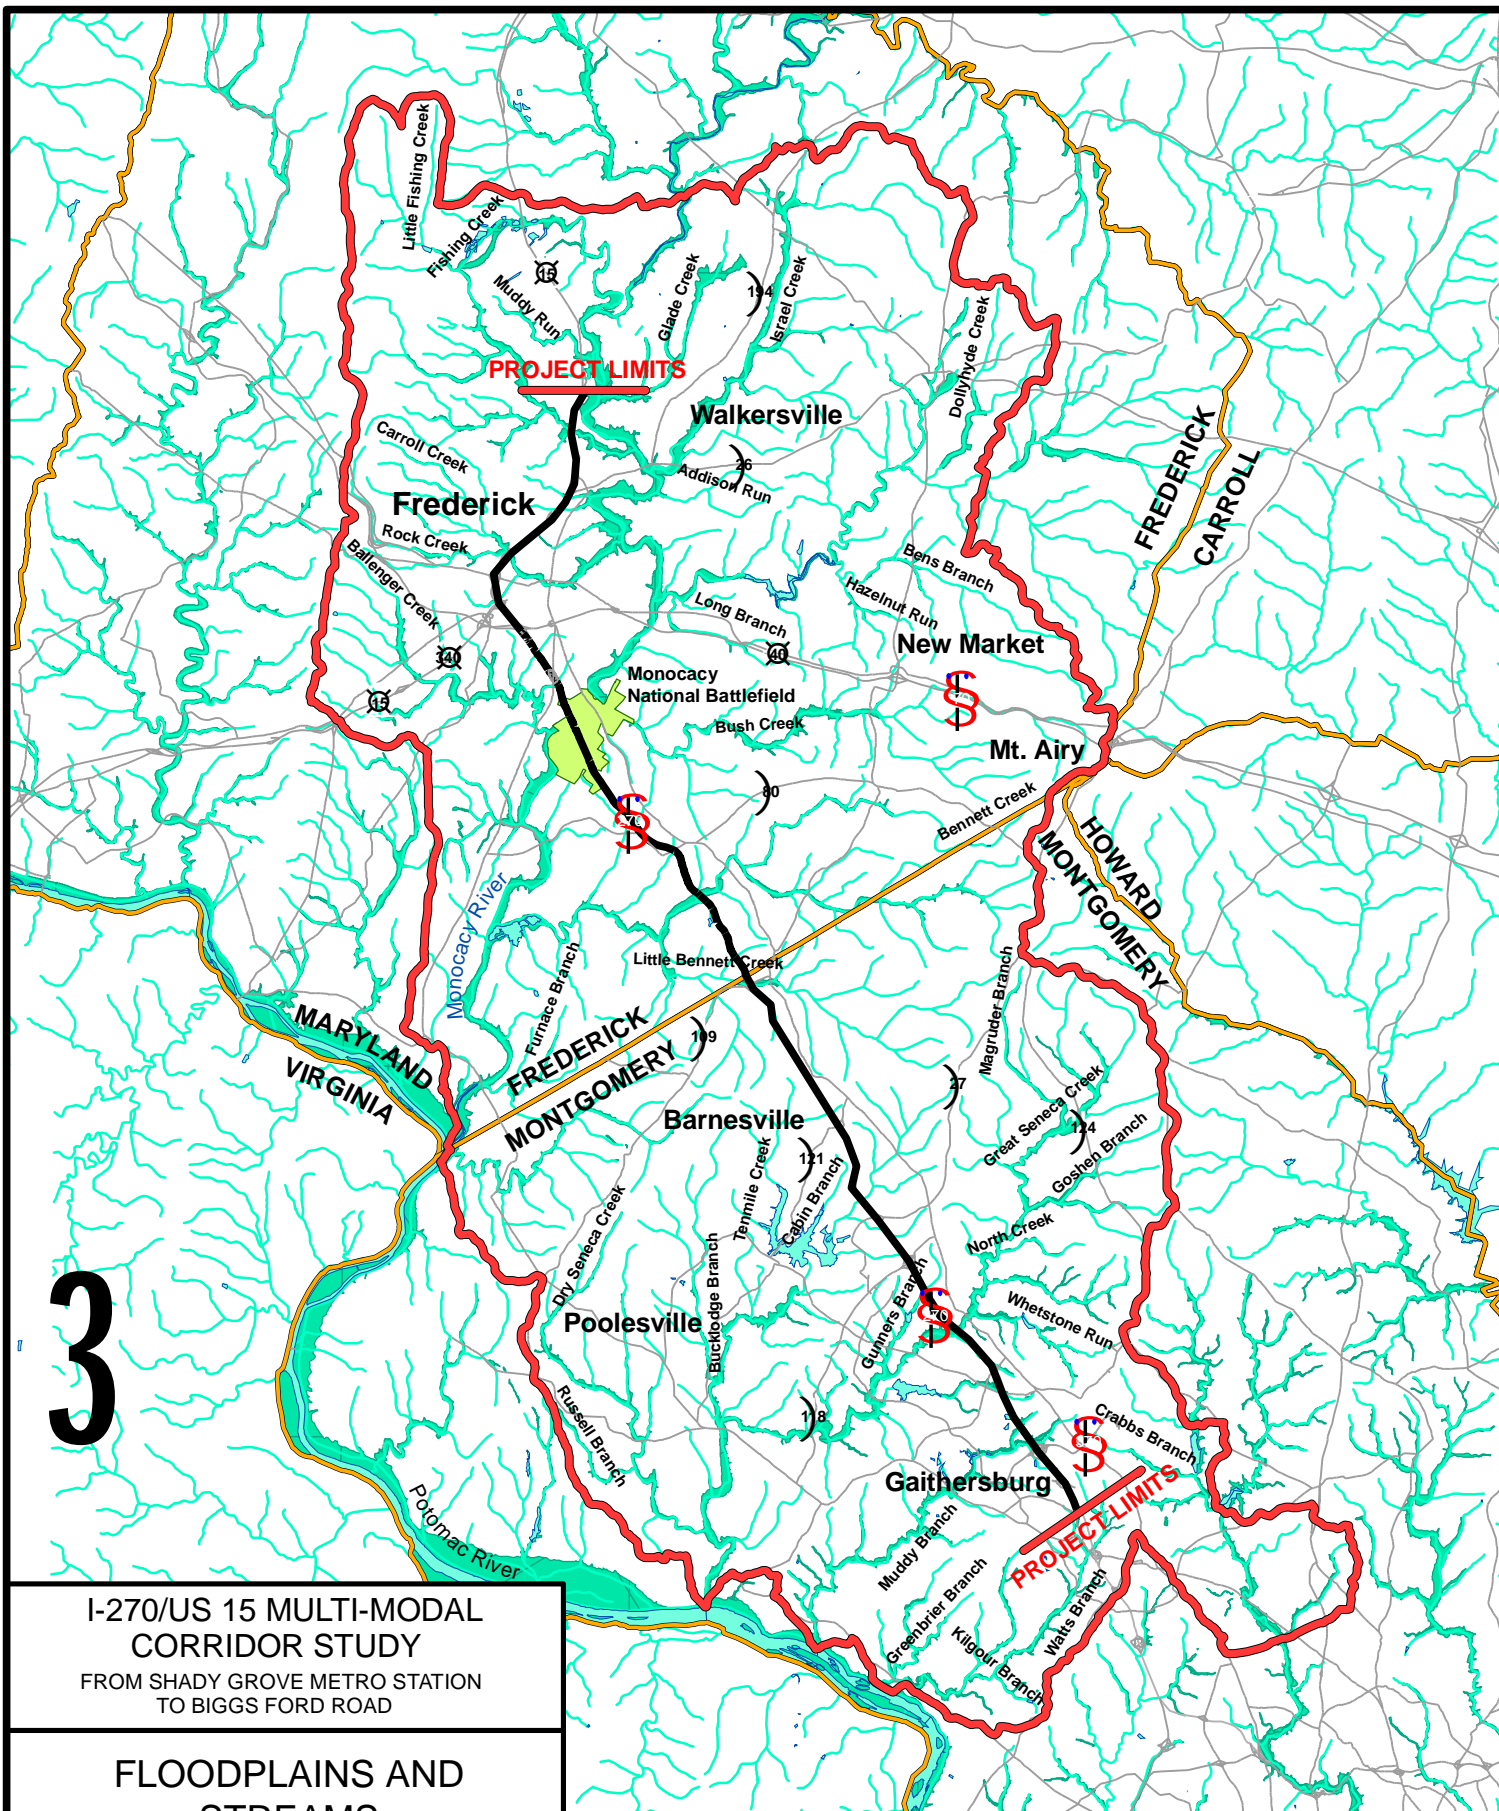 Little Fishing Creek
Fishing Creek
15
Muddy Run
Glade Creek
194
Israel Creek
Dollyhyde Creek
PROJECT LIMITS
Walkersville
Carroll Creek
26
Addison Run
Frederick
FREDERICK
CARROLL
Rock Creek
Ballenger Creek
Bens Branch
Hazelnut Run
Long Branch
New Market
40
340
15
Monocacy
National Battlefield
Bush Creek
Mt. Airy
80
Bennett Creek
HOWARD
MONTGOMERY
Monocacy River
Little Bennett Creek
Furnace Branch
Magruder Branch
MARYLAND
VIRGINIA
FREDERICK
MONTGOMERY
109
27
Barnesville
Great Seneca Creek
124
Goshen Branch
Tenmile Creek
121
Cabin Branch
Dry Seneca Creek
North Creek
Bucklodge Branch
Gunners Branch
Whetstone Run
Poolesville
3
Russell Branch
118
Crabbs Branch
Gaithersburg
PROJECT LIMITS
Potomac River
Muddy Branch
Greenbrier Branch
Kilgour Branch
Watts Branch
I-270/US 15 MULTI-MODAL
CORRIDOR STUDY
FROM SHADY GROVE METRO STATION
TO BIGGS FORD ROAD
FLOODPLAINS AND
STREAMS